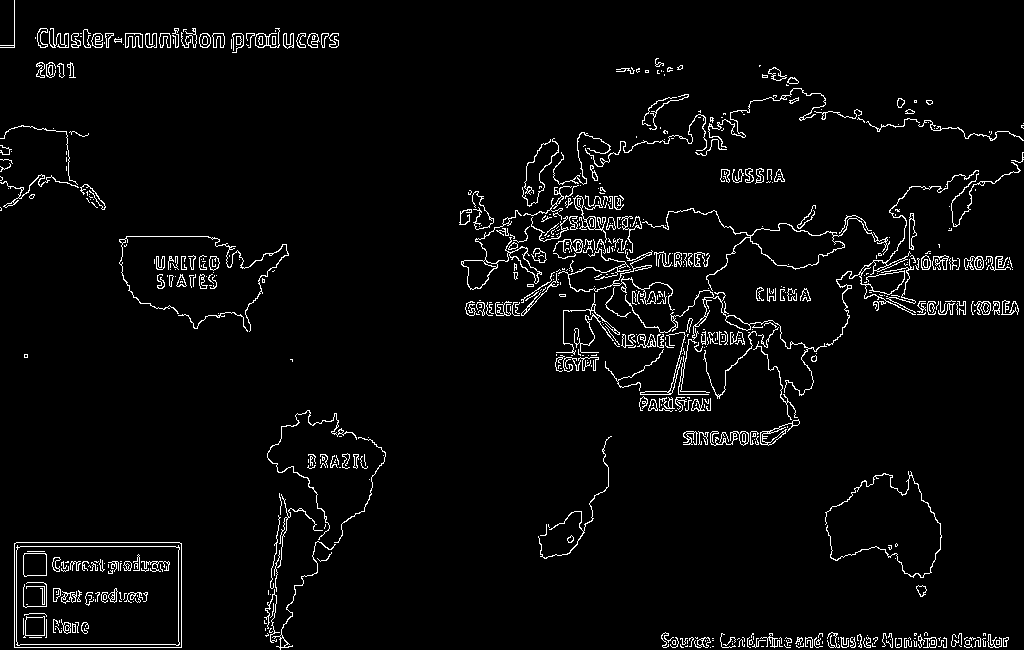 Cluster-munition producers
2011
RUSSIA
POLAND
SLOVAKIA
ROMANIA
TURKEY
NORTH KOREA
UNITED
STATES
IRAN
CHINA
GREECE
SOUTH KOREA
ISRAEL
INDIA
EGYPT
PAKISTAN
SINGAPORE
BRAZIL
Current producer
Past producer
None
Source: Landmine and Cluster Munition Monitor